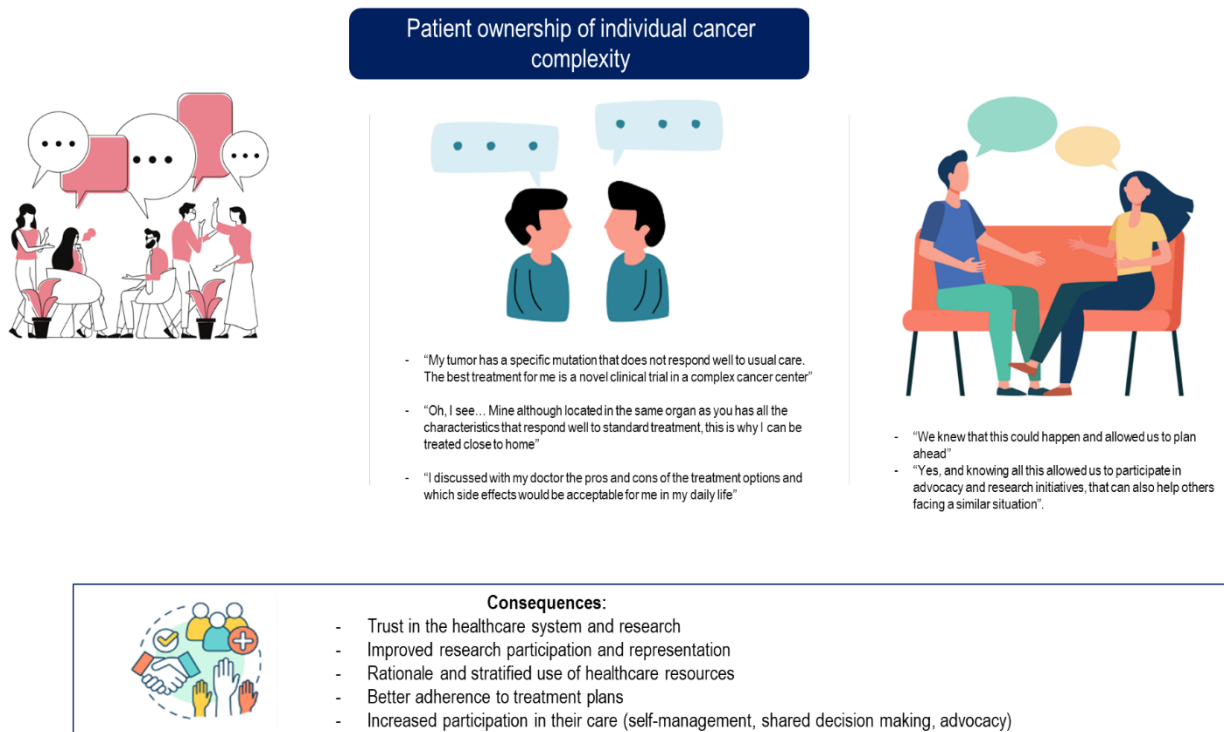 Patient ownership of individual cancer
complexity
- “My tumor has a specific mutation that does not respond well to usual care.
The best treatment for me is a novel clinical trial in a complex cancer center”
- “Oh, I see… Mine although located in the same organ as you has all the
characteristics that respond well to standard treatment, this is why I can be
treated close to home”
- “I discussed with my doctor the pros and cons of the treatment options and
which side effects would be acceptable for me in my daily life”
- “We knew that this could happen and allowed us to plan
ahead”
- “Yes, and knowing all this allowed us to participate in
advocacy and research initiatives, that can also help others
facing a similar situation”.
Consequences:
- Trust in the healthcare system and research
- Improved research participation and representation
- Rationale and stratified use of healthcare resources
- Better adherence to treatment plans
- Increased participation in their care (self-management, shared decision making, advocacy)